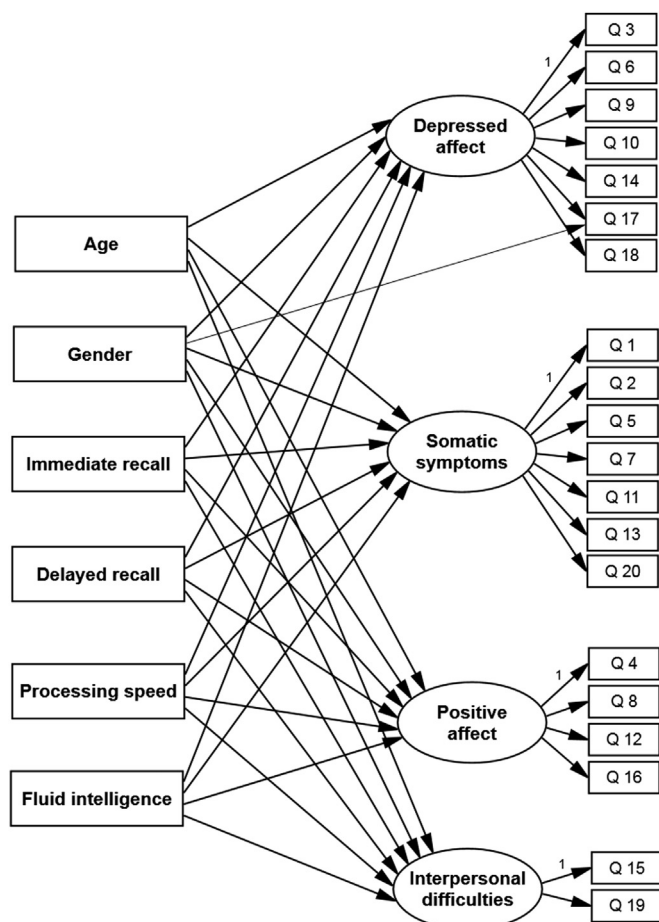 Age
Gender
Immediate recall
Delayed recall
Processing speed
Fluid intelligence
Depressed
affect
1
Q 3
Q 6
Q 9
Q 10
Q 14
Q 17
Q 18
Somatic
symptoms
1
Q 1
Q 2
Q 5
Q 7
Q 11
Q 13
Q 20
Positive
affect
1
Q 4
Q 8
Q 12
Q 16
Interpersonal
difficulties
1
Q 15
Q 19